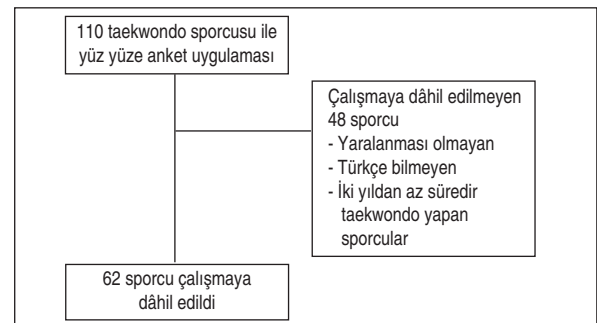 110 taekwondo sporcusu ile
yüz yüze anket uygulaması
Çalışmaya dâhil edilmeyen
48 sporcu
- Yaralanması olmayan
- Türkçe bilmeyen
- İki yıldan az süredir
taekwondo yapan
sporcular
62 sporcu çalışmaya
dâhil edildi